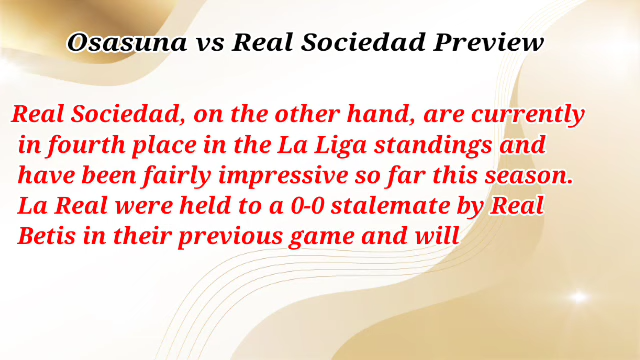 Osasuna vs Real Sociedad Preview
Real Sociedad, on the other hand, are currently
in fourth place in the La Liga standings and
have been fairly impressive so far this season.
La Real were held to a 0-0 stalemate by Real
Betis in their previous game and will